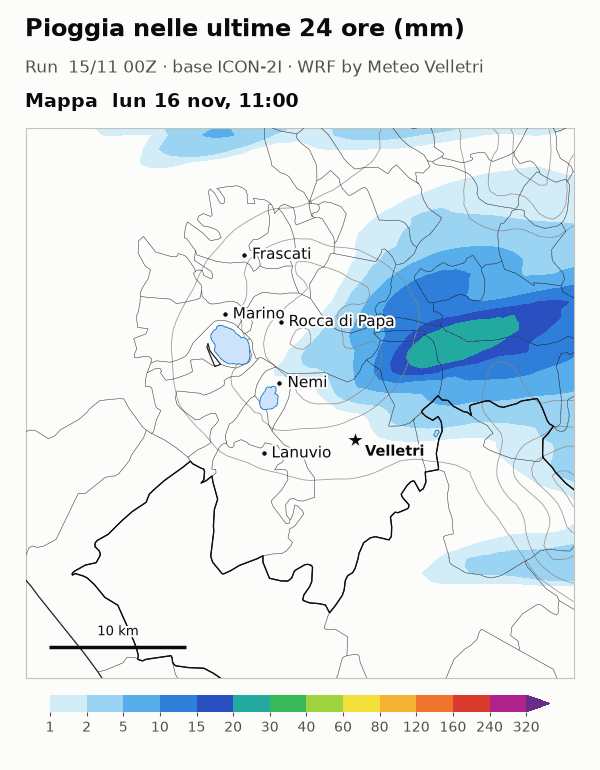 Pioggia nelle ultime 24 ore (mm)
Run 15/11 00Z · base ICON-2I · WRF by Meteo Velletri
Mappa lun 16 nov, 11:00
Frascati
Marino
Rocca di Papa
Nemi
Velletri
Lanuvio
10 km
1 2 5 10 15 20 30 40 60 80 120 160 240 320